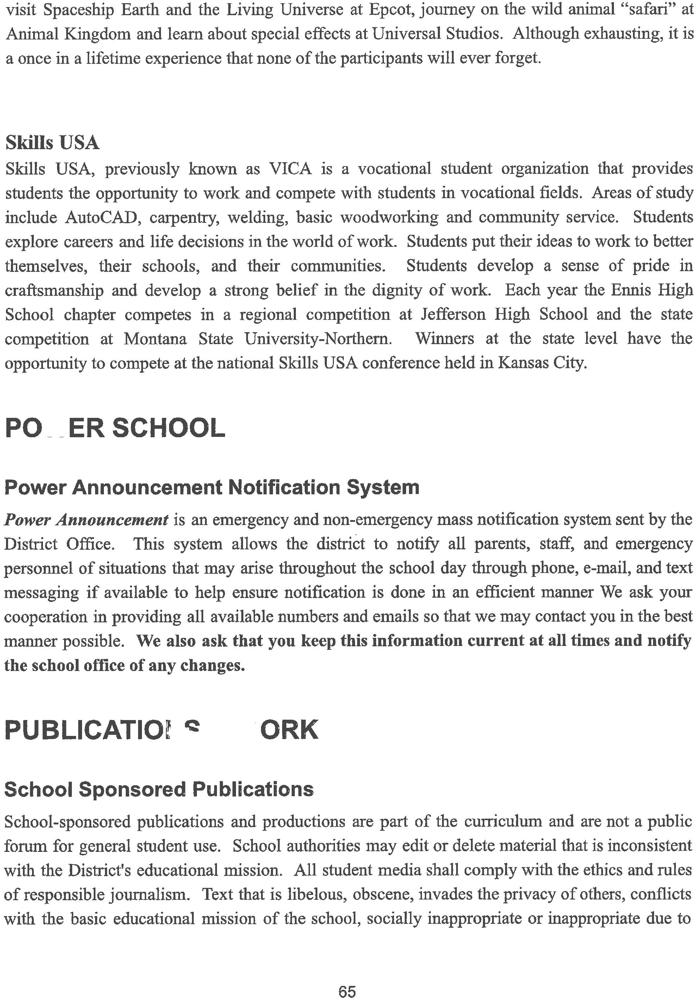 visit Spaceship Earth and the Living Universe at Epcot, journey on the wild animal “safari” at
Animal Kingdom and learn about special effects at Universal Studios. Although exhausting, it is
a once in a lifetime experience that none of the participants will ever forget.
Skills USA
Skills USA, previously known as VICA is a vocational student organization that provides
students the opportunity to work and compete with students in vocational fields. Areas of study
include AutoCAD, carpentry, welding, basic woodworking and community service. Students
explore careers and life decisions in the world of work. Students put their ideas to work to better
themselves, their schools, and their communities. Students develop a sense of pride in
craftsmanship and develop a strong belief in the dignity of work. Each year the Ennis High
School chapter competes in a regional competition at Jefferson High School and the state
competition at Montana State University-Northern. Winners at the state level have the
opportunity to compete at the national Skills USA conference held in Kansas City.
SCHOOL
Power Announcement Notification System
Power Announcement is an emergency and non-emergency mass notification system sent by the
District Office. This system allows the district to notify all parents, staff, and emergency
personnel of situations that may arise throughout the school day through phone, e-mail, and text
messaging if available to help ensure notification is done in an efficient manner We ask your
cooperation in providing all available numbers and emails so that we may contact you in the best
manner possible. We also ask that you keep this information current at all times and notify
the school office of any changes.
School Sponsored Publications
School-sponsored publications and productions are part of the curriculum and are not a public
forum for general student use. School authorities may edit or delete material that is inconsistent
with the District's educational mission. All student media shall comply with the ethics and rules
of responsible journalism. Text that is libelous, obscene, invades the privacy of others, conflicts
with the basic educational mission of the school, socially inappropriate or inappropriate due to
65